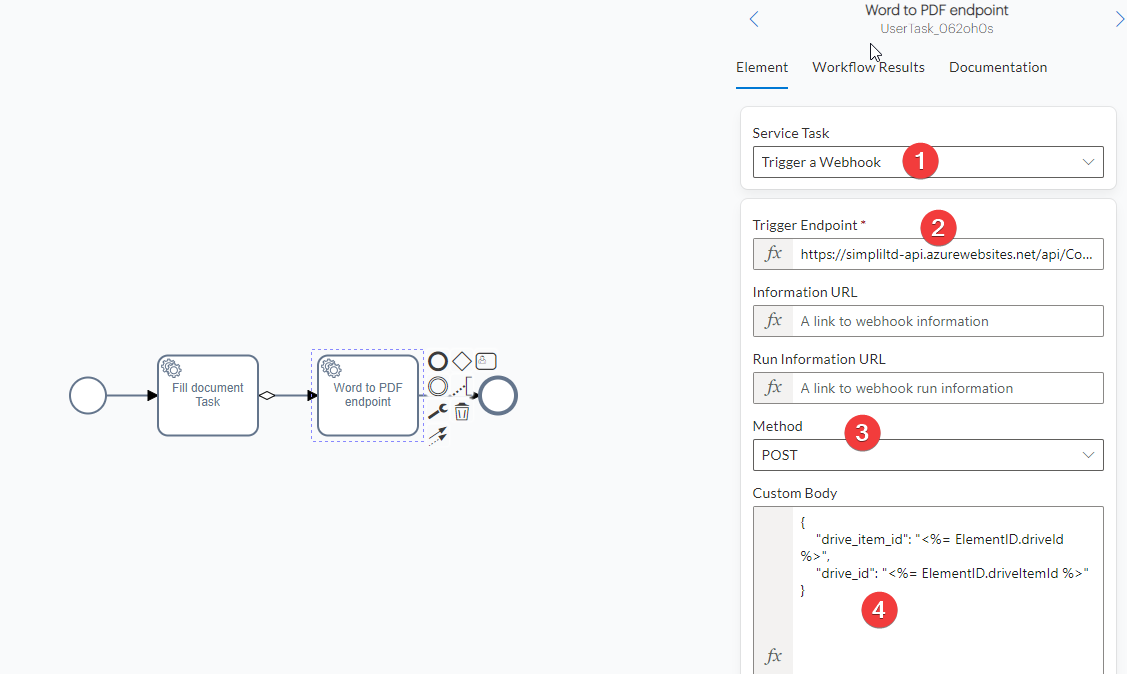 Word to PDF endpoint
UserTask_062oh0s
Element Workflow Results Documentation
Service Task
Trigger a Webhook
1
Trigger Endpoint *
2
fx https://simpliltd-api.azurewebsites.net/api/Co...
Information URL
fx A link to webhook information
Run Information URL
fx A link to webhook run information
Method
3
POST
Custom Body
{
"drive_item_id": "<%= ElementID.driveId
%>",
"drive_id": "<%= ElementID.driveItemId %>"
}
4
fx
Fill document
Task
Word to PDF
endpoint